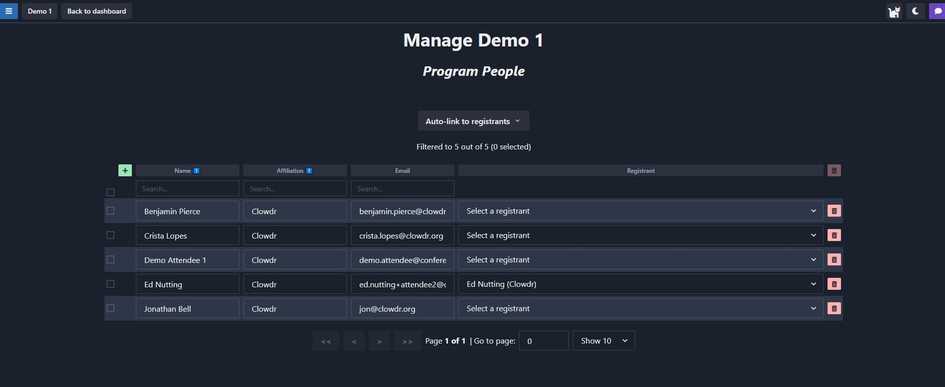 Demo 1 Back to dashboard
Manage Demo 1
Program People
Auto-link to registrants
Filtered to 5 out of 5 (0 selected)
+ Name Affiliation Email Registrant
Search... Search... Search...
Benjamin Pierce Clowdr benjamin.pierce@clowdr Select a registrant
Crista Lopes Clowdr crista.lopes@clowdr.org Select a registrant
Demo Attendee 1 Clowdr demo.attendee@confere Select a registrant
Ed Nutting Clowdr ed.nutting+attendee2@c Ed Nutting (Clowdr)
Jonathan Bell Clowdr jon@clowdr.org Select a registrant
<< < > >> Page 1 of 1 | Go to page: 0 Show 10